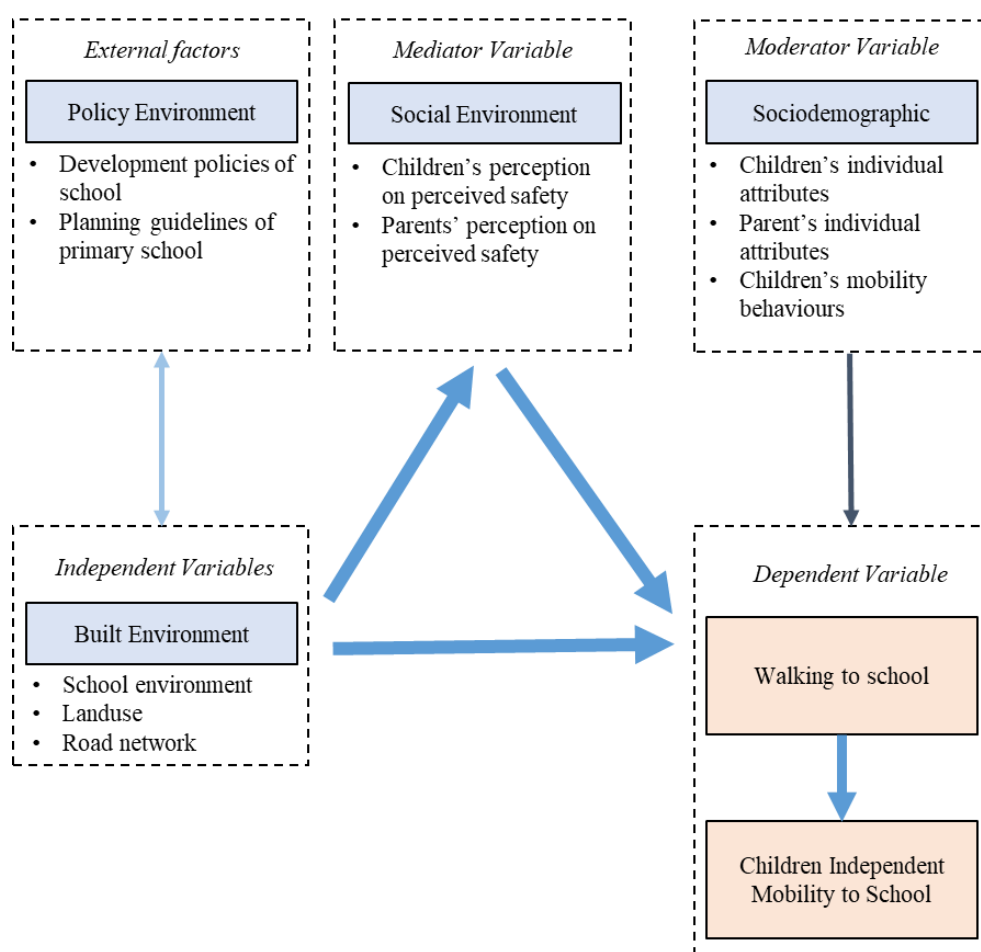 External factors
Policy Environment
• Development policies of
school
• Planning guidelines of
primary school
Mediator Variable
Social Environment
• Children’s perception
on perceived safety
• Parents’ perception on
perceived safety
Moderator Variable
Sociodemographic
• Children’s individual
attributes
• Parent’s individual
attributes
• Children’s mobility
behaviours
Independent Variables
Built Environment
• School environment
• Landuse
• Road network
Dependent Variable
Walking to school
Children Independent
Mobility to School